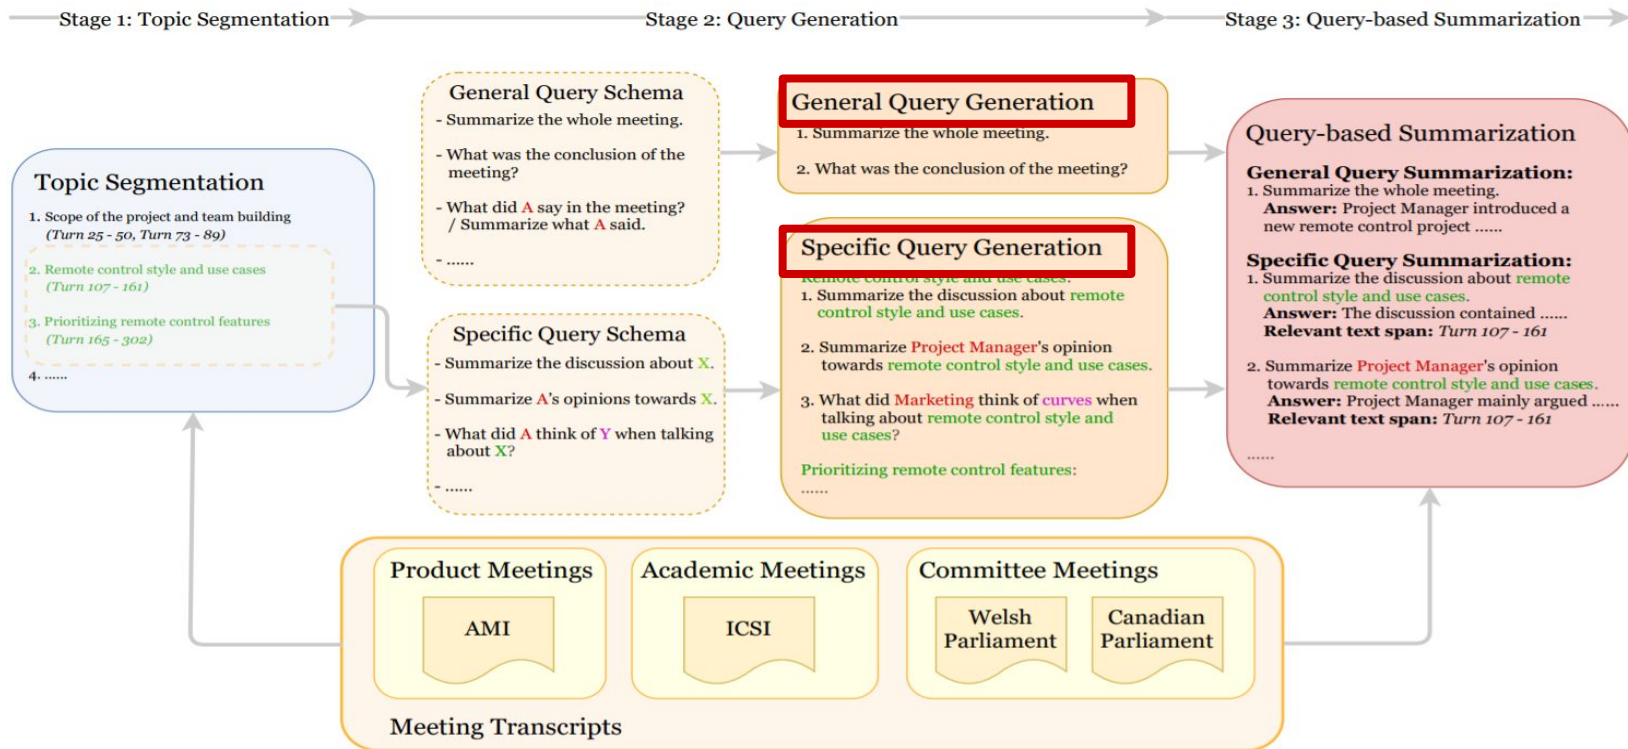 Stage 1: Topic Segmentation
Stage 2: Query Generation
Stage 3: Query-based Summarization
Topic Segmentation
1. Scope of the project and team building
(Turn 25 - 50, Turn 73 - 89)
2. Remote control style and use cases
(Turn 107 - 161)
3. Prioritizing remote control features
(Turn 165 - 302)
4. ......
General Query Schema
- Summarize the whole meeting.
- What was the conclusion of the
meeting?
- What did A say in the meeting?
/ Summarize what A said.
- ......
Specific Query Schema
- Summarize the discussion about X.
- Summarize A's opinions towards X.
- What did A think of Y when talking
about X?
- ......
General Query Generation
1. Summarize the whole meeting.
2. What was the conclusion of the meeting?
Specific Query Generation
Remote control style and use cases:
1. Summarize the discussion about remote
control style and use cases.
2. Summarize Project Manager's opinion
towards remote control style and use cases.
3. What did Marketing think of curves when
talking about remote control style and
use cases?
Prioritizing remote control features:
......
Query-based Summarization
General Query Summarization:
1. Summarize the whole meeting.
Answer: Project Manager introduced a
new remote control project ......
Specific Query Summarization:
1. Summarize the discussion about remote
control style and use cases.
Answer: The discussion contained ......
Relevant text span: Turn 107 - 161
2. Summarize Project Manager's opinion
towards remote control style and use cases.
Answer: Project Manager mainly argued ......
Relevant text span: Turn 107 - 161
......
Product Meetings
AMI
Academic Meetings
ICSI
Committee Meetings
Welsh
Parliament
Canadian
Parliament
Meeting Transcripts